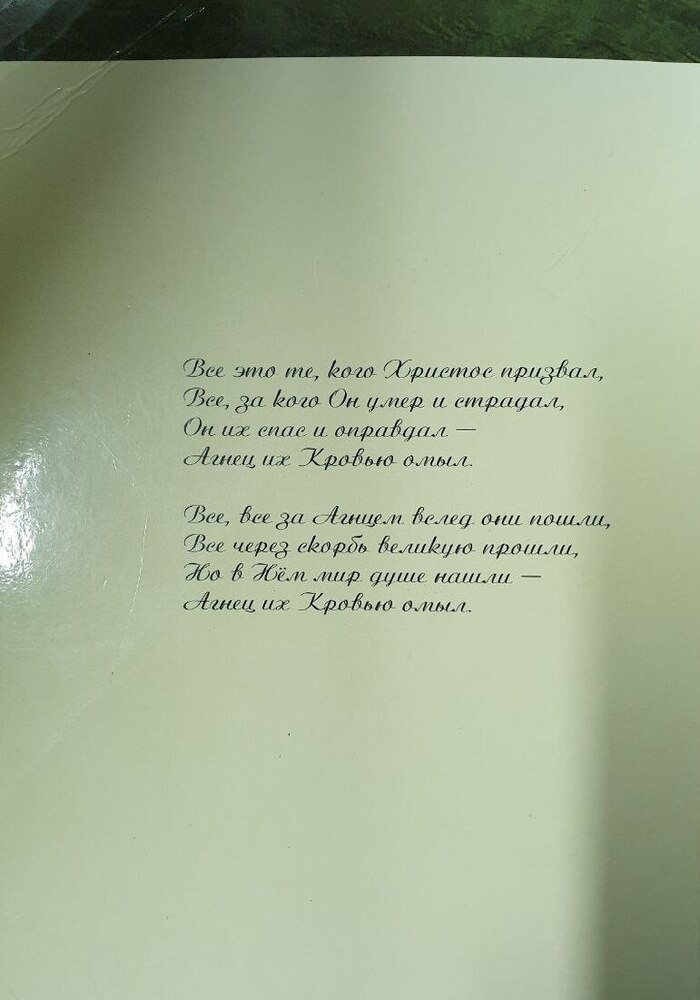 Все это те, кого Христос призвал,
Все, за кого Он умер и страдал,
Он их спас и оправдал —
Агнец их Кровью омыл.
Все, все за Агнцем вслед они пошли,
Все через скорбь великую прошли,
Но в Нём мир душе нашли —
Агнец их Кровью омыл.